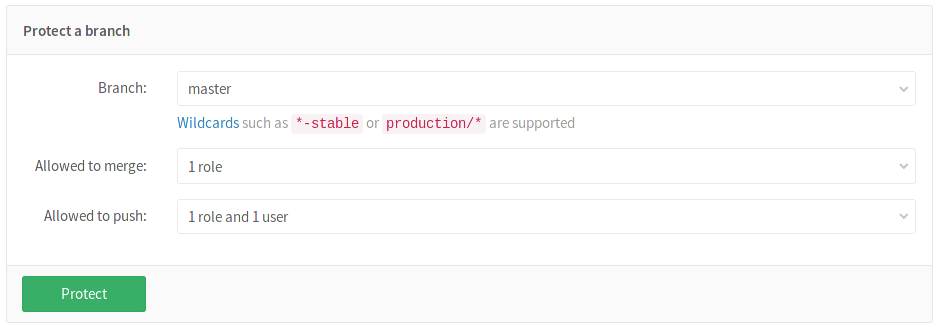 Protect a branch
Branch:
master
Wildcards such as *-stable or production/* are supported
Allowed to merge:
1 role
Allowed to push:
1 role and 1 user
Protect